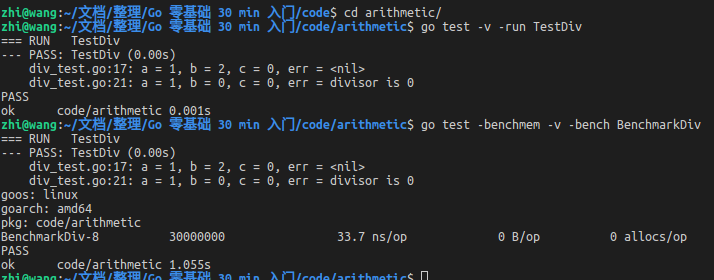 zhi@wang:~/文档/整理/Go 零基础 30 min 入门/code$ cd arithmetic/
zhi@wang:~/文档/整理/Go 零基础 30 min 入门/code/arithmetic$ go test -v -run TestDiv
=== RUN   TestDiv
--- PASS: TestDiv (0.00s)
    div_test.go:17: a = 1, b = 2, c = 0, err = <nil>
    div_test.go:21: a = 1, b = 0, c = 0, err = divisor is 0
PASS
ok      code/arithmetic 0.001s
zhi@wang:~/文档/整理/Go 零基础 30 min 入门/code/arithmetic$ go test -benchmem -v -bench BenchmarkDiv
=== RUN   TestDiv
--- PASS: TestDiv (0.00s)
    div_test.go:17: a = 1, b = 2, c = 0, err = <nil>
    div_test.go:21: a = 1, b = 0, c = 0, err = divisor is 0
goos: linux
goarch: amd64
pkg: code/arithmetic
BenchmarkDiv-8          30000000                33.7 ns/op             0 B/op          0 allocs/op
PASS
ok      code/arithmetic 1.055s
zhi@wang:~/文档/整理/Go 零基础 30 min 入门/code/arithmetic$